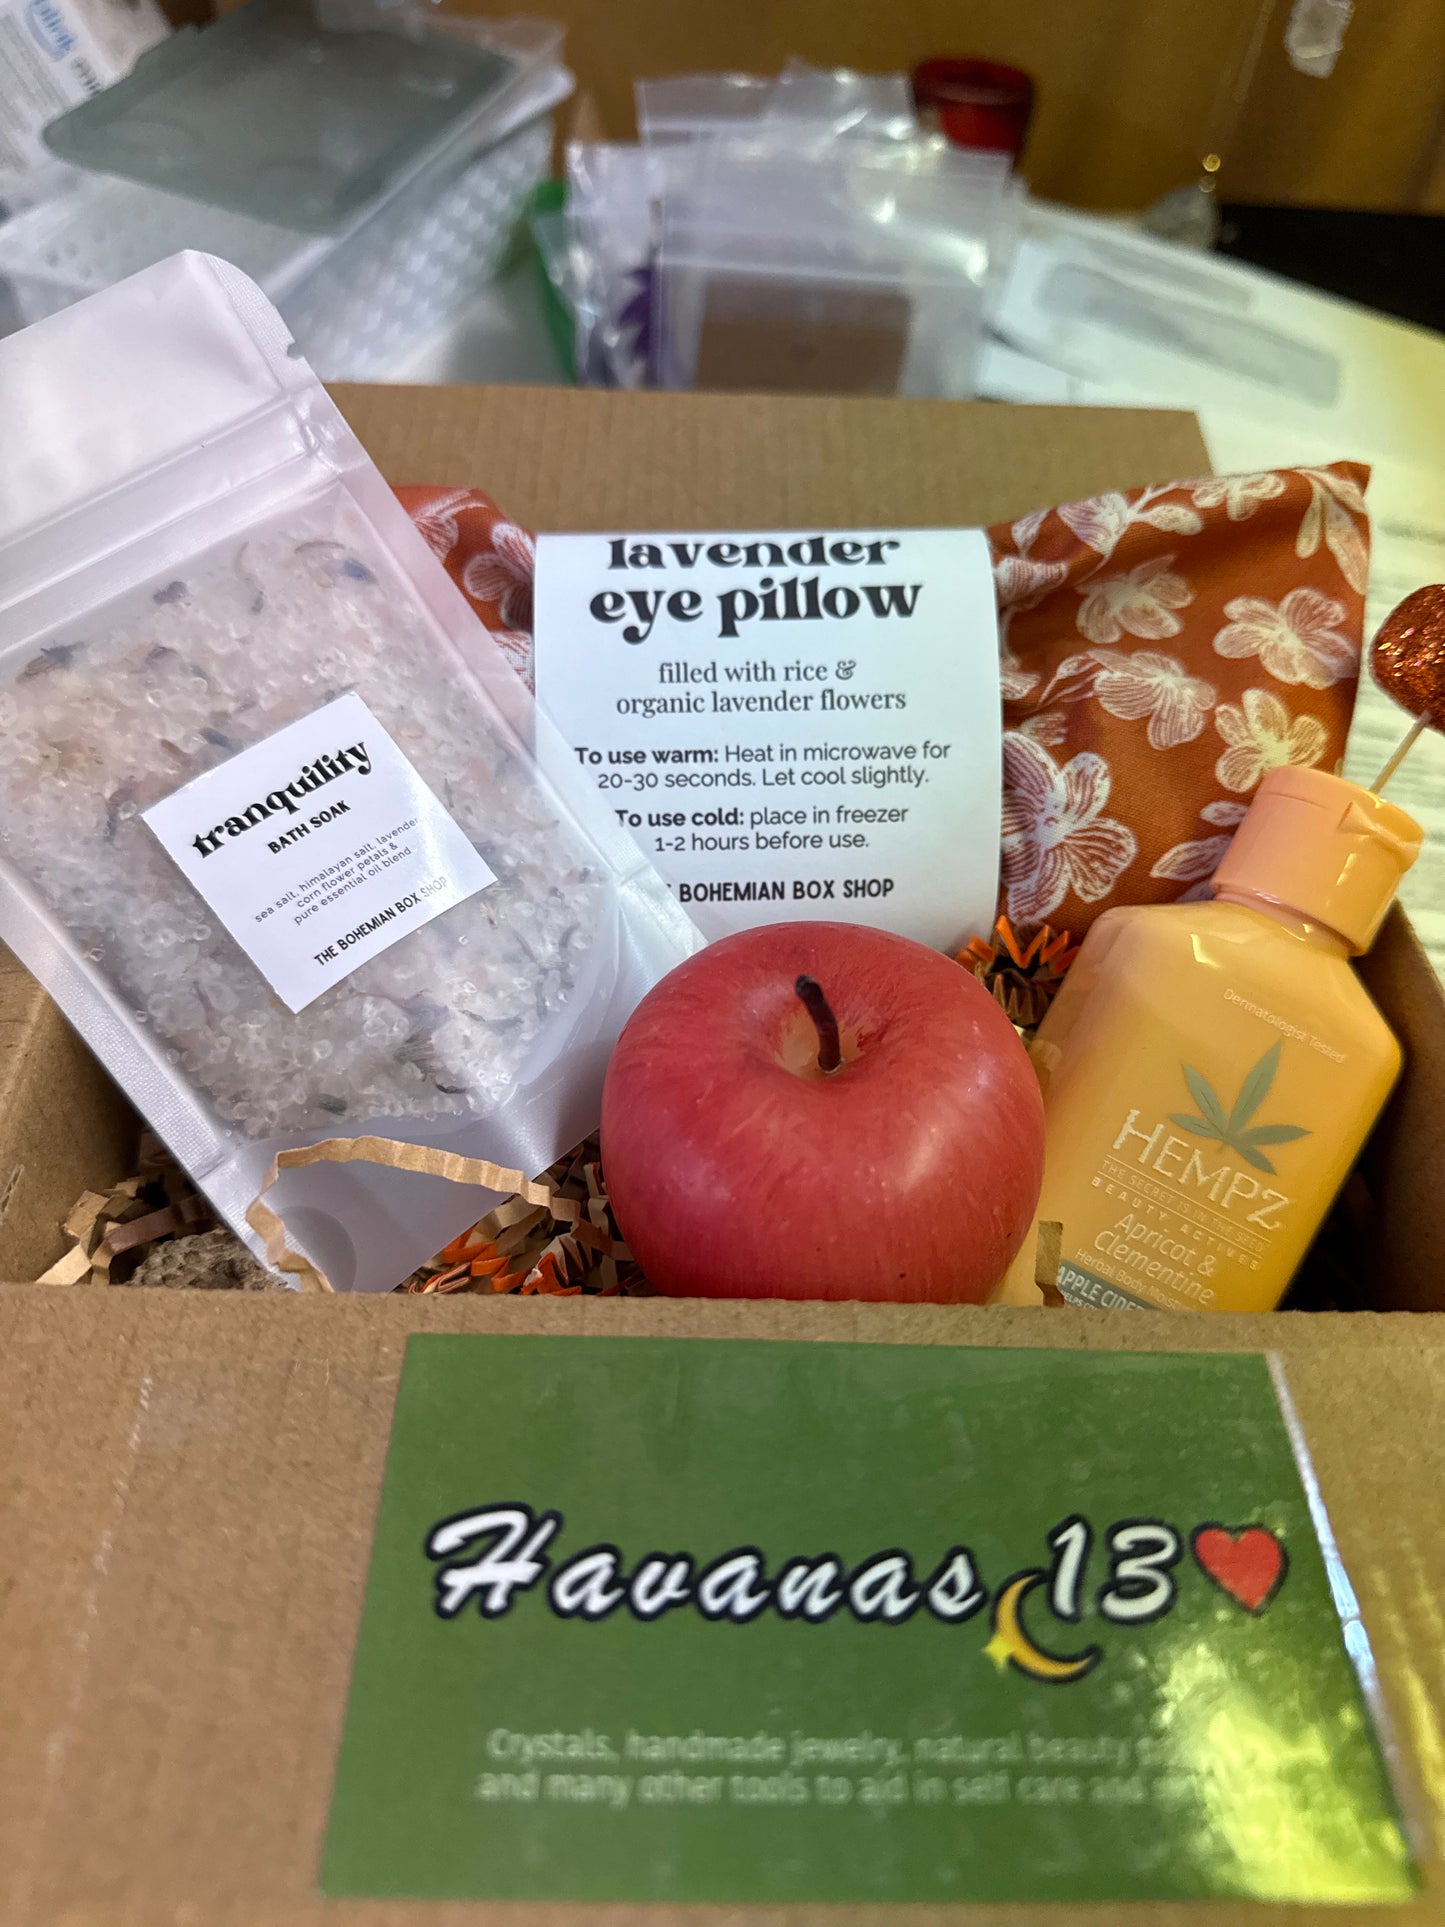 lavender
eye pillow
filled with rice &
organic lavender flowers
To use warm: Heat in microwave for
20-30 seconds. Let cool slightly.
To use cold: place in freezer
1-2 hours before use.
BOHEMIAN BOX SHOP
tranquility
BATH SOAK
sea salt, himalayan salt, lavender,
corn flower petals &
pure essential oil blend
THE BOHEMIAN BOX SHOP
Dermatologist Tested
HEMPZ
THE SECRET IS IN THE SEED
BEAUTY. ACTIVES
Apricot &
Clementine
Herbal Body
APPLE
Havanas 13
Crystals, handmade jewelry, natural beauty
and many other tools to aid in self care and